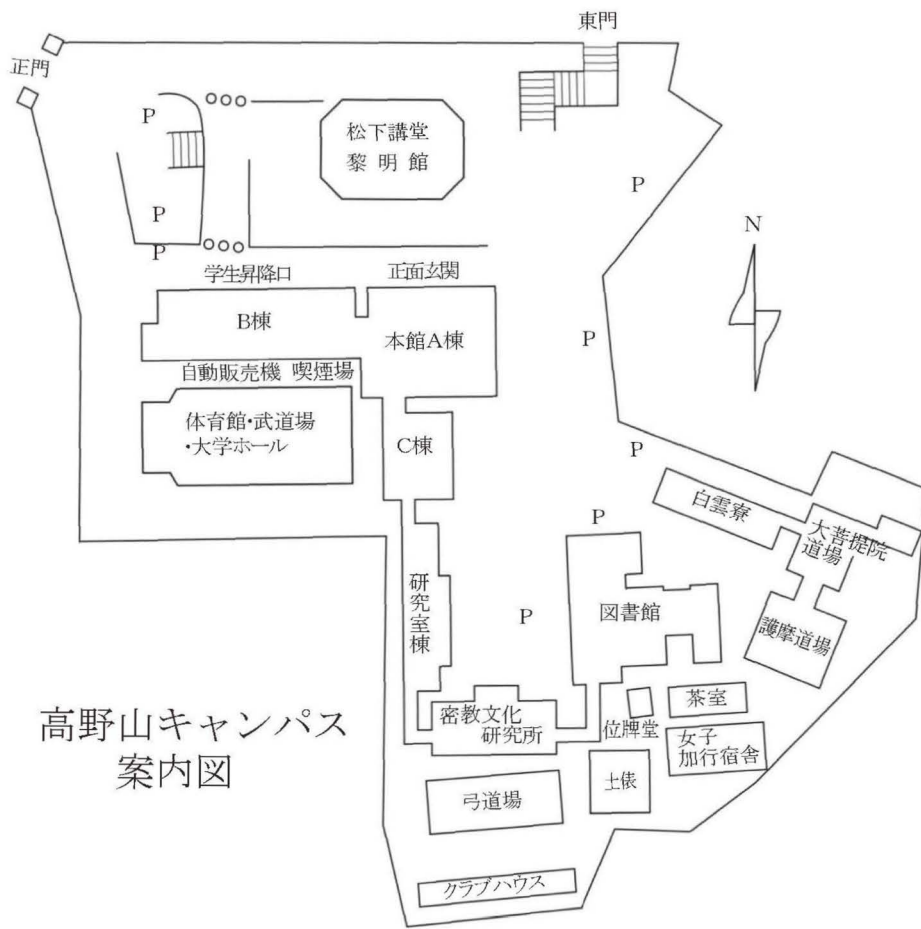 東門
正門
P
松下講堂
黎明館
P
P
P
N
学生昇降口
正面玄関
B棟
本館A棟
P
自動販売機 喫煙場
体育館・武道場
・大学ホール
C棟
P
白雲寮
P
大菩提院
道場
研究室棟
P
図書館
護摩道場
高野山キャンパス
案内図
密教文化
研究所
位牌堂
茶室
女子
加行宿舎
弓道場
土俵
クラブハウス